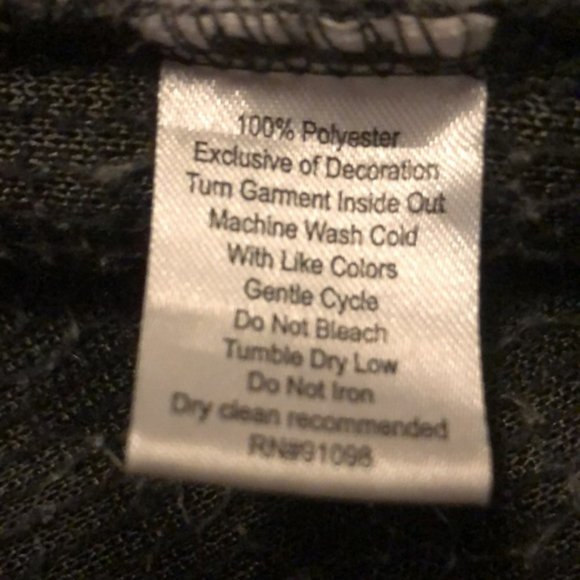 100% Polyester
Exclusive of Decoration
Turn Garment Inside Out
Machine Wash Cold
With Like Colors
Gentle Cycle
Do Not Bleach
Tumble Dry Low
Do Not Iron
Dry clean recommended
RN#91098